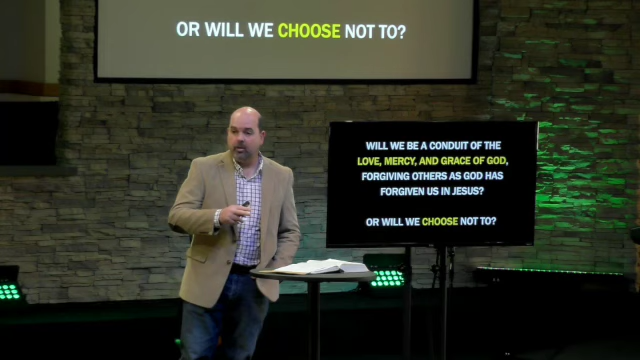 OR WILL WE CHOOSE NOT TO?
WILL WE BE A CONDUIT OF THE
LOVE, MERCY, AND GRACE OF GOD,
FORGIVING OTHERS AS GOD HAS
FORGIVEN US IN JESUS?
OR WILL WE CHOOSE NOT TO?